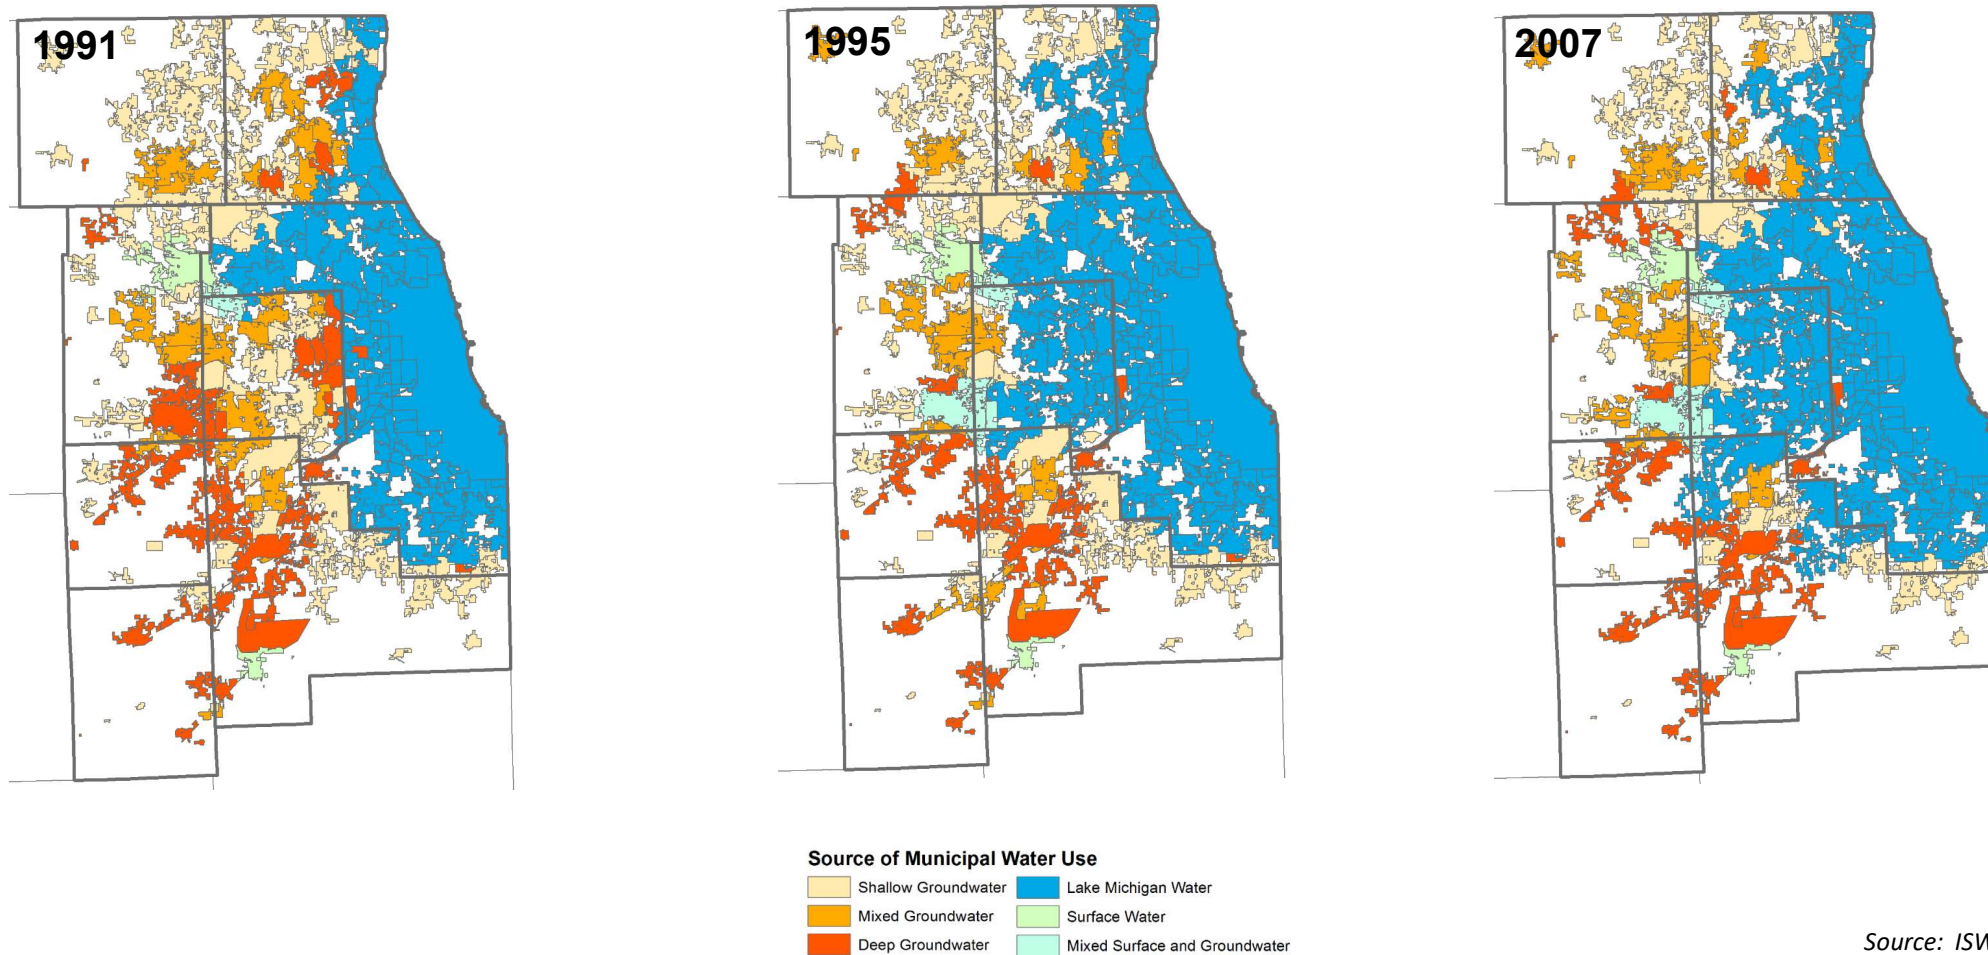 1991
1995
2007
Source of Municipal Water Use
Shallow Groundwater
Lake Michigan Water
Mixed Groundwater
Surface Water
Deep Groundwater
Mixed Surface and Groundwater
Source: ISW